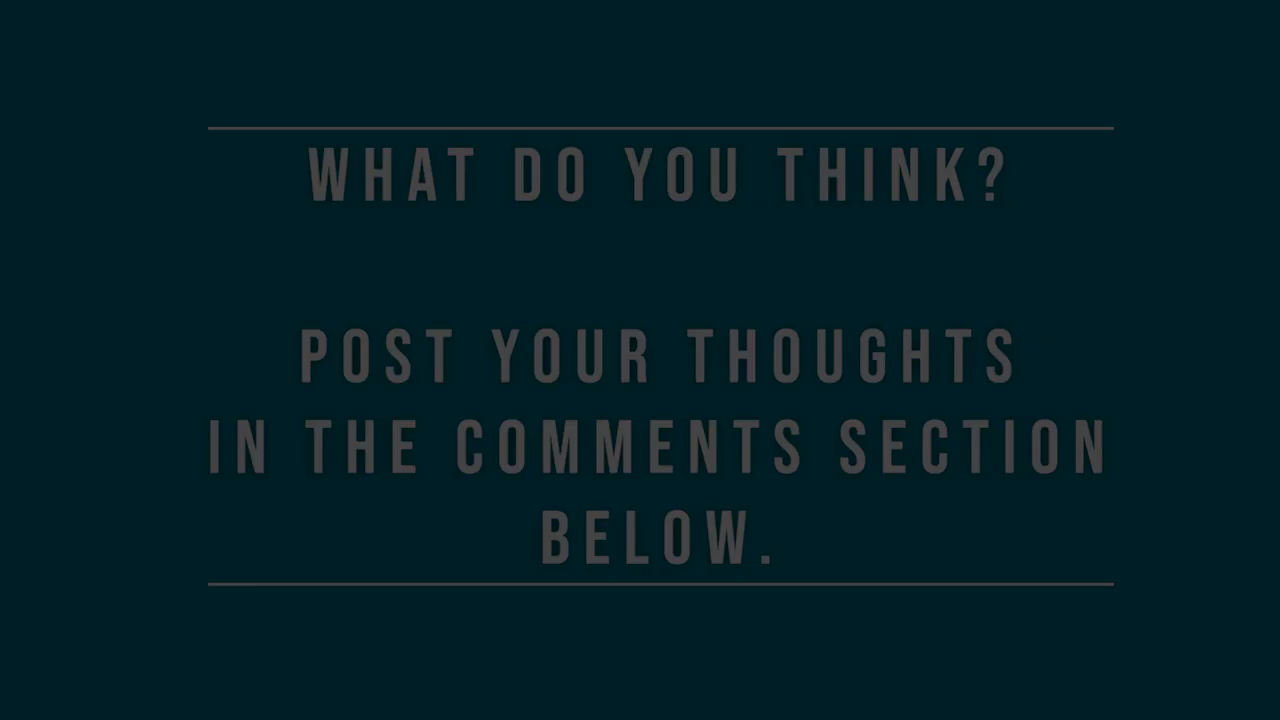 WHAT DO YOU THINK?
POST YOUR THOUGHTS
IN THE COMMENTS SECTION
BELOW.